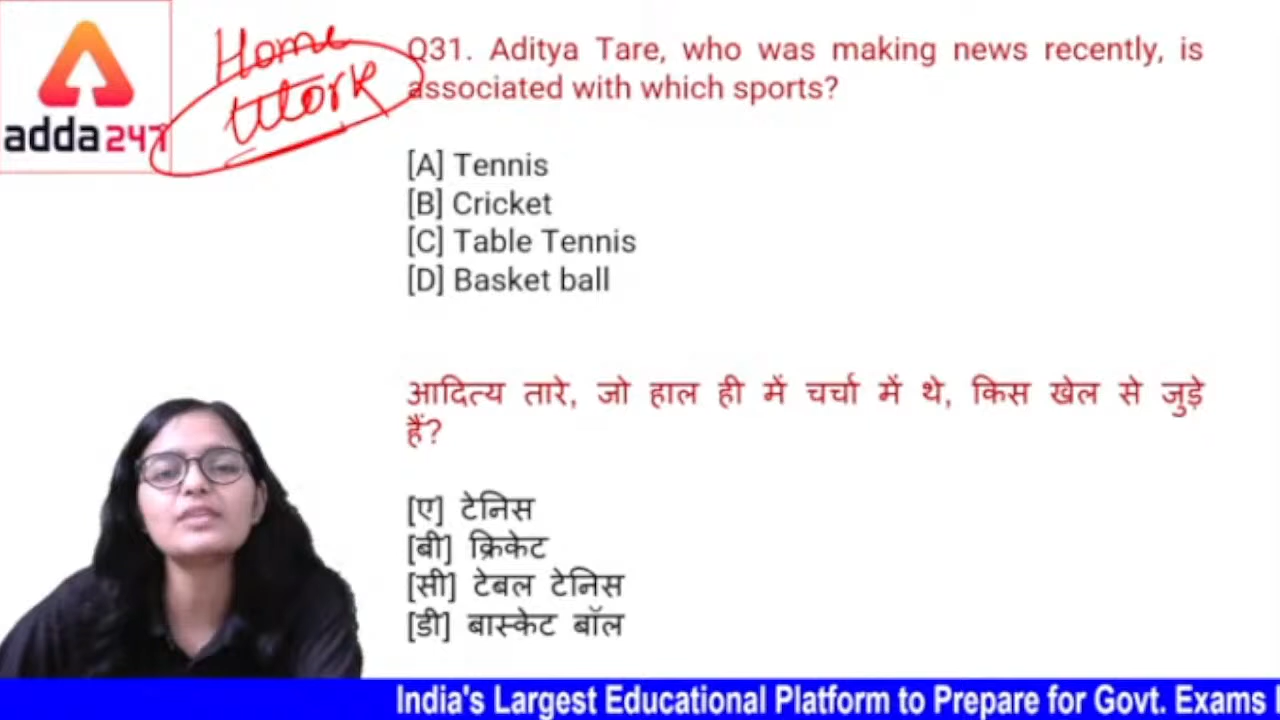 adda247
Home
Work
Q31. Aditya Tare, who was making news recently, is
associated with which sports?
[A] Tennis
[B] Cricket
[C] Table Tennis
[D] Basket ball
आदित्य तारे, जो हाल ही में चर्चा में थे, किस खेल से जुड़े
हैं?
[ए] टेनिस
[बी] क्रिकेट
[सी] टेबल टेनिस
[डी] बास्केट बॉल
India's Largest Educational Platform to Prepare for Govt. Exams